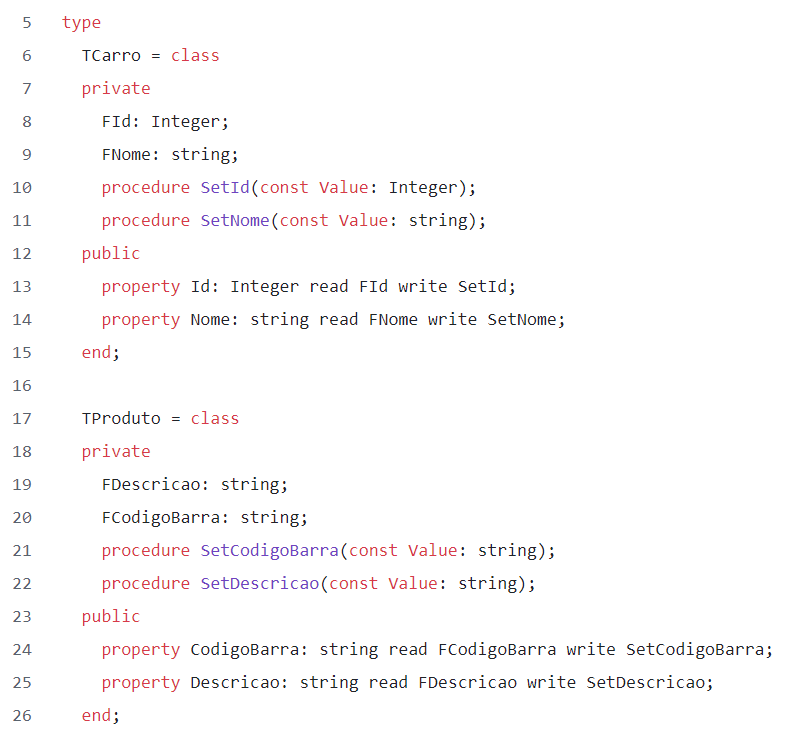 5 type
6 TCarro = class
7 private
8 FId: Integer;
9 FNome: string;
10 procedure SetId(const Value: Integer);
11 procedure SetNome(const Value: string);
12 public
13 property Id: Integer read FId write SetId;
14 property Nome: string read FNome write SetNome;
15 end;
16
17 TProduto = class
18 private
19 FDescricao: string;
20 FCodigoBarra: string;
21 procedure SetCodigoBarra(const Value: string);
22 procedure SetDescricao(const Value: string);
23 public
24 property CodigoBarra: string read FCodigoBarra write SetCodigoBarra;
25 property Descricao: string read FDescricao write SetDescricao;
26 end;